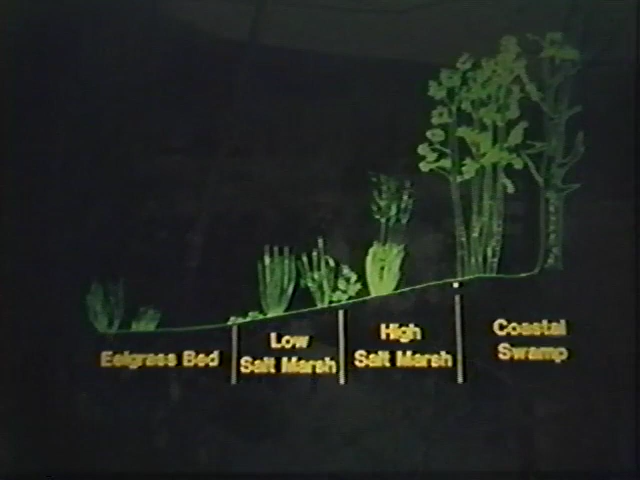 Eelgrass Bed
Low
Salt Marsh
High
Salt Marsh
Coastal
Swamp